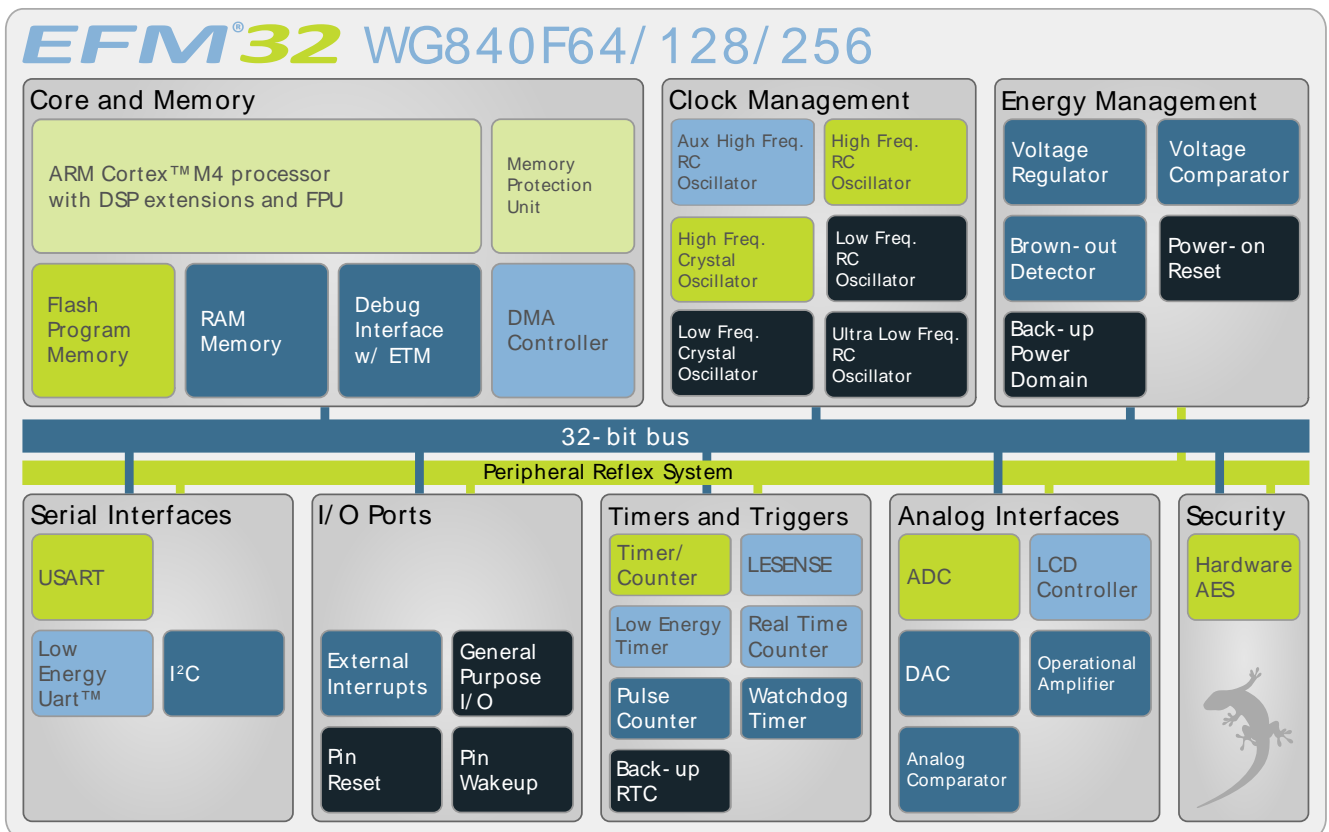 EFM®32 WG840F64/128/256
Core and Memory
ARM Cortex™ M4 processor
with DSP extensions and FPU
Memory
Protection
Unit
Flash
Program
Memory
RAM
Memory
Debug
Interface
w/ ETM
DMA
Controller
Clock Management
Aux High Freq.
RC
Oscillator
High Freq.
RC
Oscillator
High Freq.
Crystal
Oscillator
Low Freq.
RC
Oscillator
Low Freq.
Crystal
Oscillator
Ultra Low Freq.
RC
Oscillator
Energy Management
Voltage
Regulator
Voltage
Comparator
Brown-out
Detector
Power-on
Reset
Back-up
Power
Domain
32-bit bus
Peripheral Reflex System
Serial Interfaces
USART
Low
Energy
Uart™
I²C
I/O Ports
External
Interrupts
General
Purpose
I/O
Pin
Reset
Pin
Wakeup
Timers and Triggers
Timer/
Counter
LESENSE
Low Energy
Timer
Real Time
Counter
Pulse
Counter
Watchdog
Timer
Back-up
RTC
Analog Interfaces
ADC
LCD
Controller
DAC
Operational
Amplifier
Analog
Comparator
Security
Hardware
AES